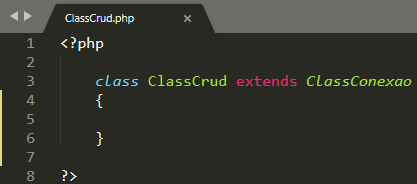 ClassCrud.php ×
1 <?php
2
3 class ClassCrud extends ClassConexao
4 {
5
6 }
7
8 ?>